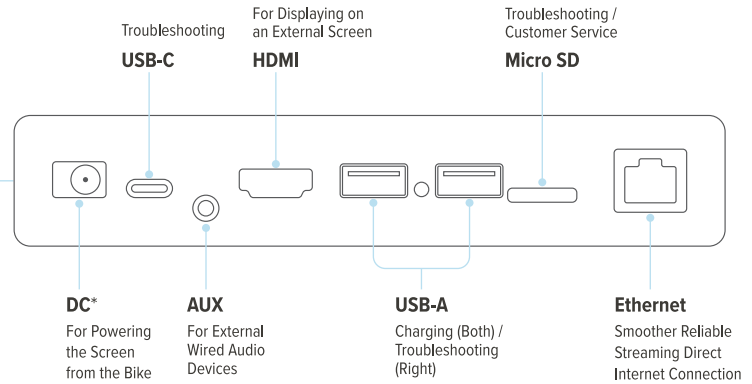 Troubleshooting
USB-C
For Displaying on
an External Screen
HDMI
Troubleshooting /
Customer Service
Micro SD
DC*
For Powering
the Screen
from the Bike
AUX
For External
Wired Audio
Devices
USB-A
Charging (Both) /
Troubleshooting
(Right)
Ethernet
Smoother Reliable
Streaming Direct
Internet Connection